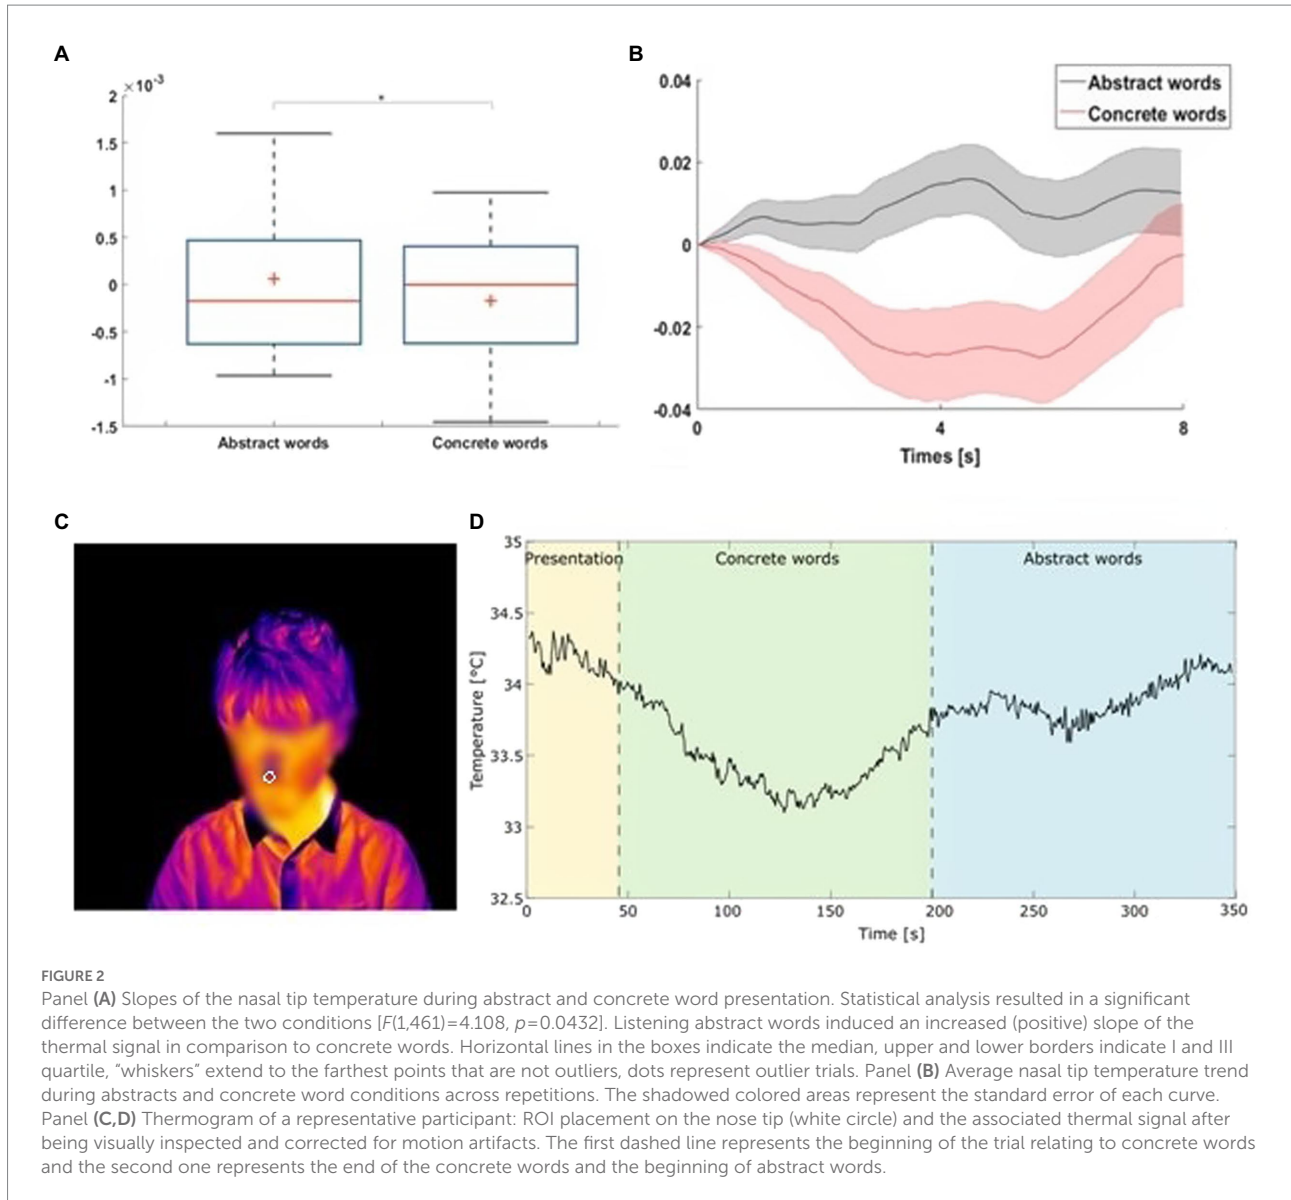 A
×10⁻³
2
1.5
1
0.5
0
-0.5
-1
-1.5
*
Abstract words
Concrete words
B
0.04
0.02
0
-0.02
-0.04
Abstract words
Concrete words
0
4
8
Times [s]
C
D
35
34.5
34
33.5
33
32.5
Temperature [°C]
Presentation
Concrete words
Abstract words
0
50
100
150
200
250
300
350
Time [s]
FIGURE 2
Panel (A) Slopes of the nasal tip temperature during abstract and concrete word presentation. Statistical analysis resulted in a significant
difference between the two conditions [F(1,461)=4.108, p=0.0432]. Listening abstract words induced an increased (positive) slope of the
thermal signal in comparison to concrete words. Horizontal lines in the boxes indicate the median, upper and lower borders indicate I and III
quartile, “whiskers” extend to the farthest points that are not outliers, dots represent outlier trials. Panel (B) Average nasal tip temperature trend
during abstracts and concrete word conditions across repetitions. The shadowed colored areas represent the standard error of each curve.
Panel (C,D) Thermogram of a representative participant: ROI placement on the nose tip (white circle) and the associated thermal signal after
being visually inspected and corrected for motion artifacts. The first dashed line represents the beginning of the trial relating to concrete words
and the second one represents the end of the concrete words and the beginning of abstract words.